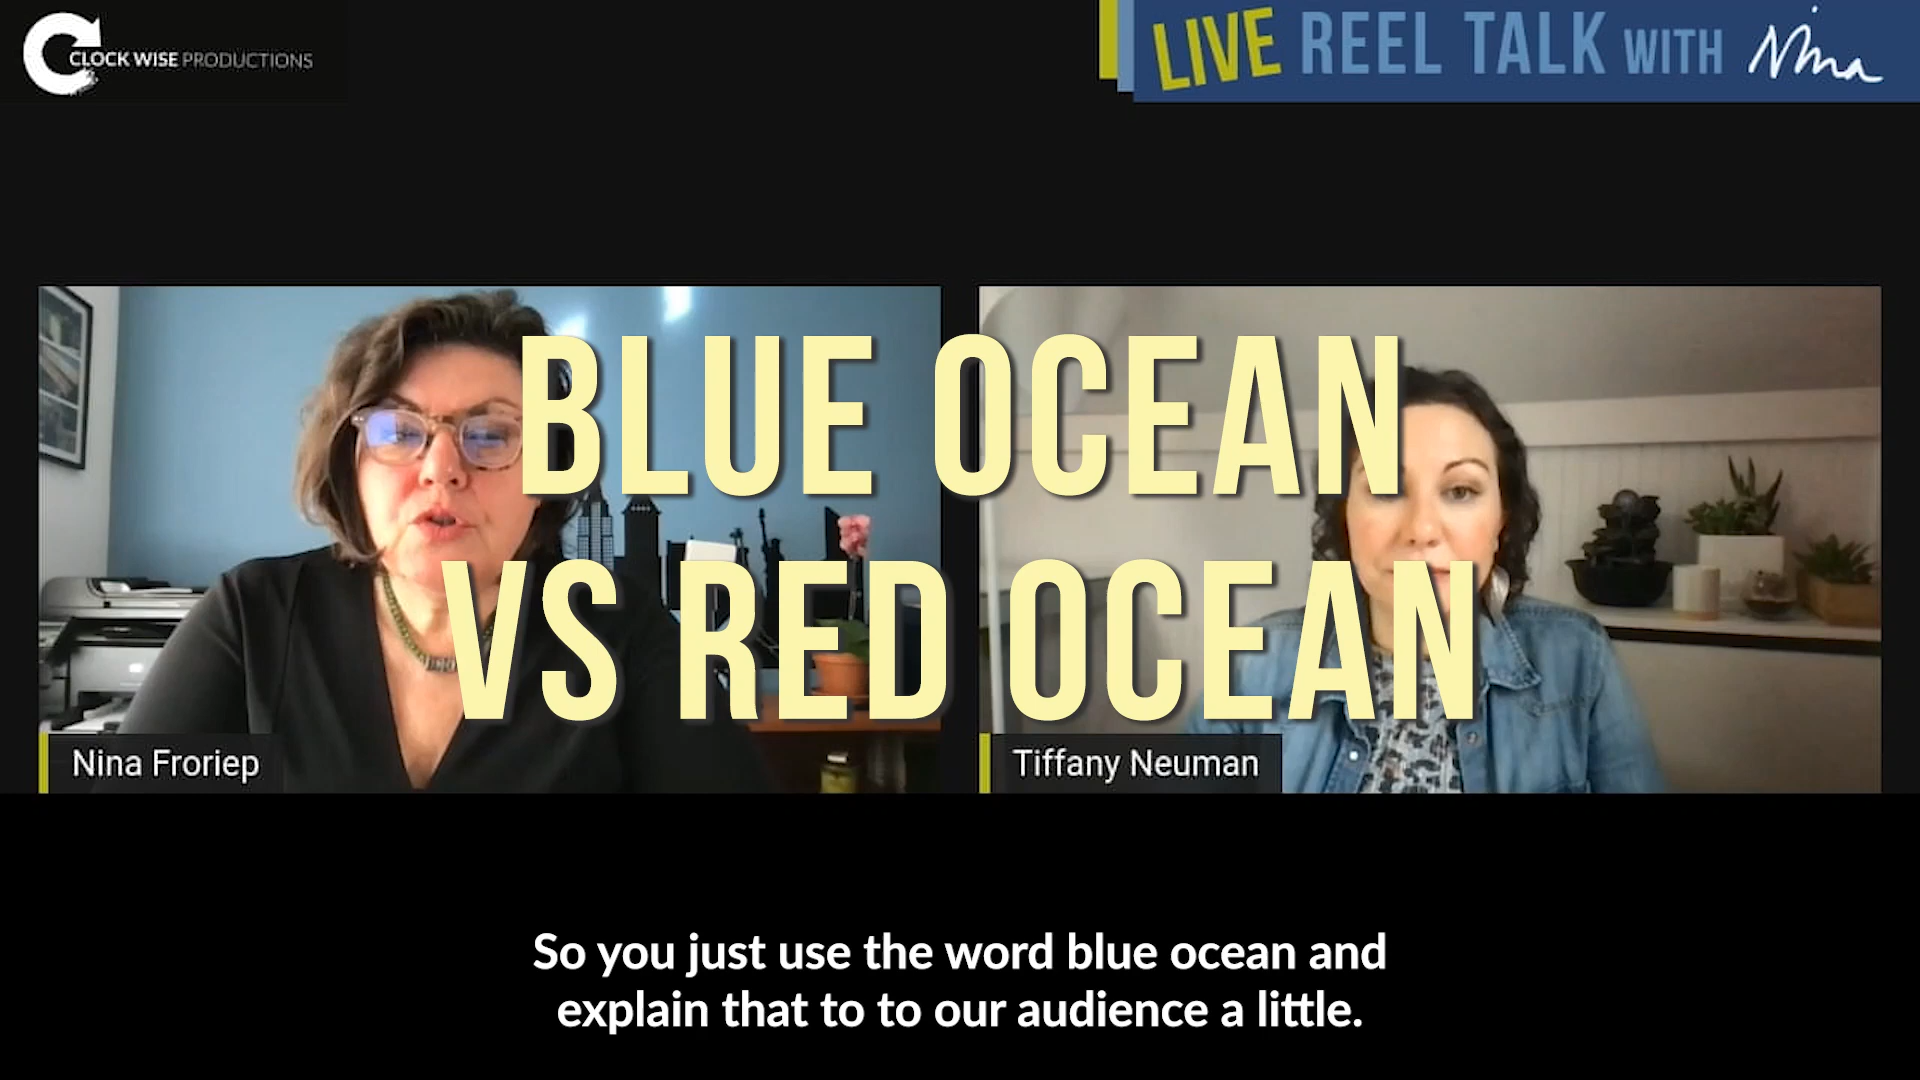 CLOCK WISE PRODUCTIONS
LIVE REEL TALK WITH Nina
BLUE OCEAN
VS RED OCEAN
Nina Froriep
Tiffany Neuman
So you just use the word blue ocean and
explain that to to our audience a little.